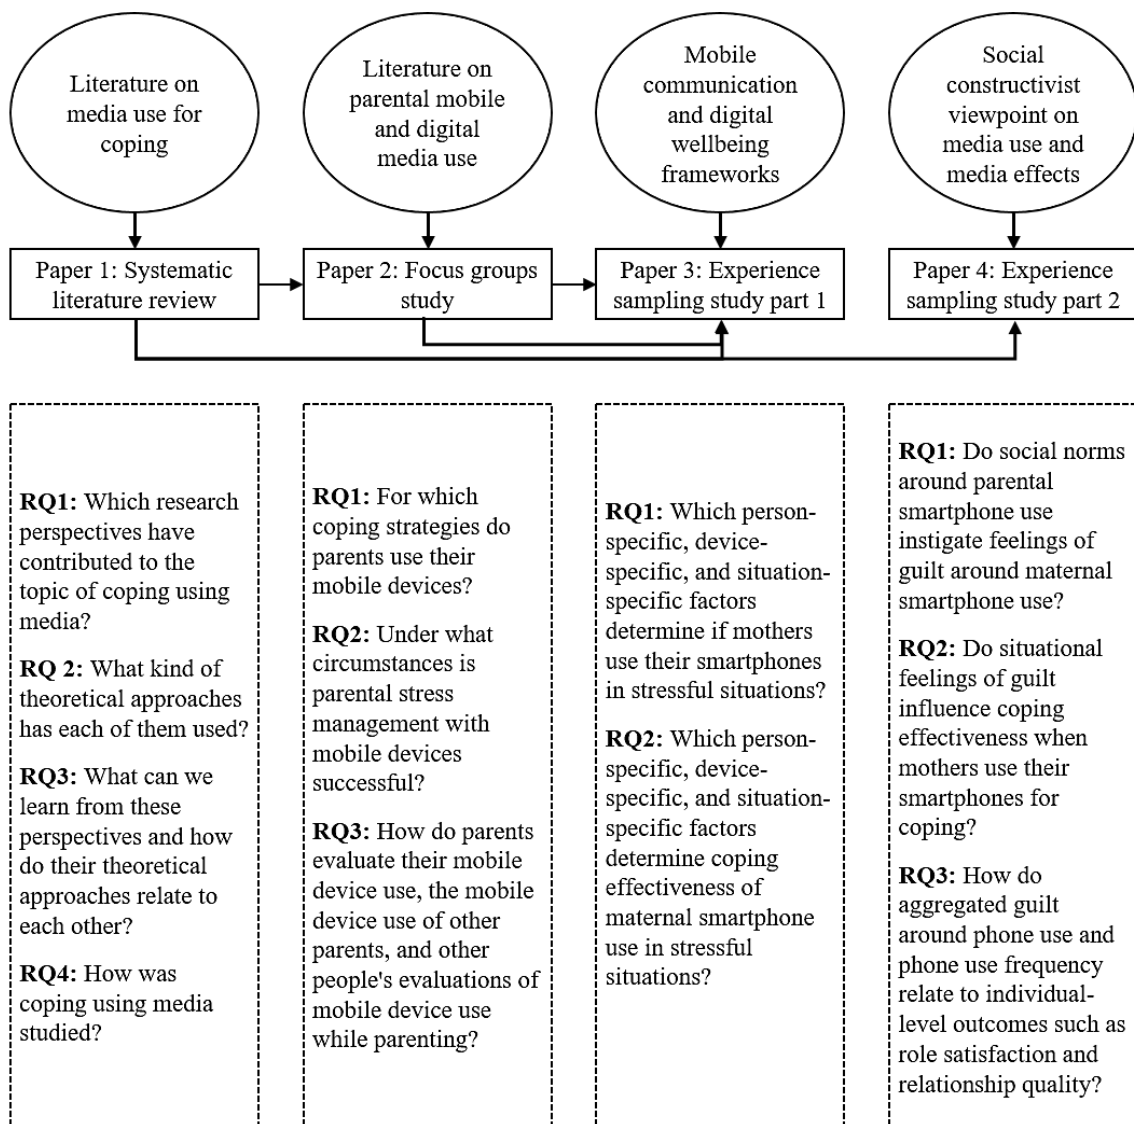 Literature on
media use for
coping
Literature on
parental mobile
and digital
media use
Mobile
communication
and digital
wellbeing
frameworks
Social
constructivist
viewpoint on
media use and
media effects
Paper 1: Systematic
literature review
Paper 2: Focus groups
study
Paper 3: Experience
sampling study part 1
Paper 4: Experience
sampling study part 2
RQ1: Which research
perspectives have
contributed to the
topic of coping using
media?
RQ 2: What kind of
theoretical approaches
has each of them used?
RQ3: What can we
learn from these
perspectives and how
do their theoretical
approaches relate to
each other?
RQ4: How was
coping using media
studied?
RQ1: For which
coping strategies do
parents use their
mobile devices?
RQ2: Under what
circumstances is
parental stress
management with
mobile devices
successful?
RQ3: How do parents
evaluate their mobile
device use, the mobile
device use of other
parents, and other
people's evaluations of
mobile device use
while parenting?
RQ1: Which person-
specific, device-
specific, and situation-
specific factors
determine if mothers
use their smartphones
in stressful situations?
RQ2: Which person-
specific, device-
specific, and situation-
specific factors
determine coping
effectiveness of
maternal smartphone
use in stressful
situations?
RQ1: Do social norms
around parental
smartphone use
instigate feelings of
guilt around maternal
smartphone use?
RQ2: Do situational
feelings of guilt
influence coping
effectiveness when
mothers use their
smartphones for
coping?
RQ3: How do
aggregated guilt
around phone use and
phone use frequency
relate to individual-
level outcomes such as
role satisfaction and
relationship quality?